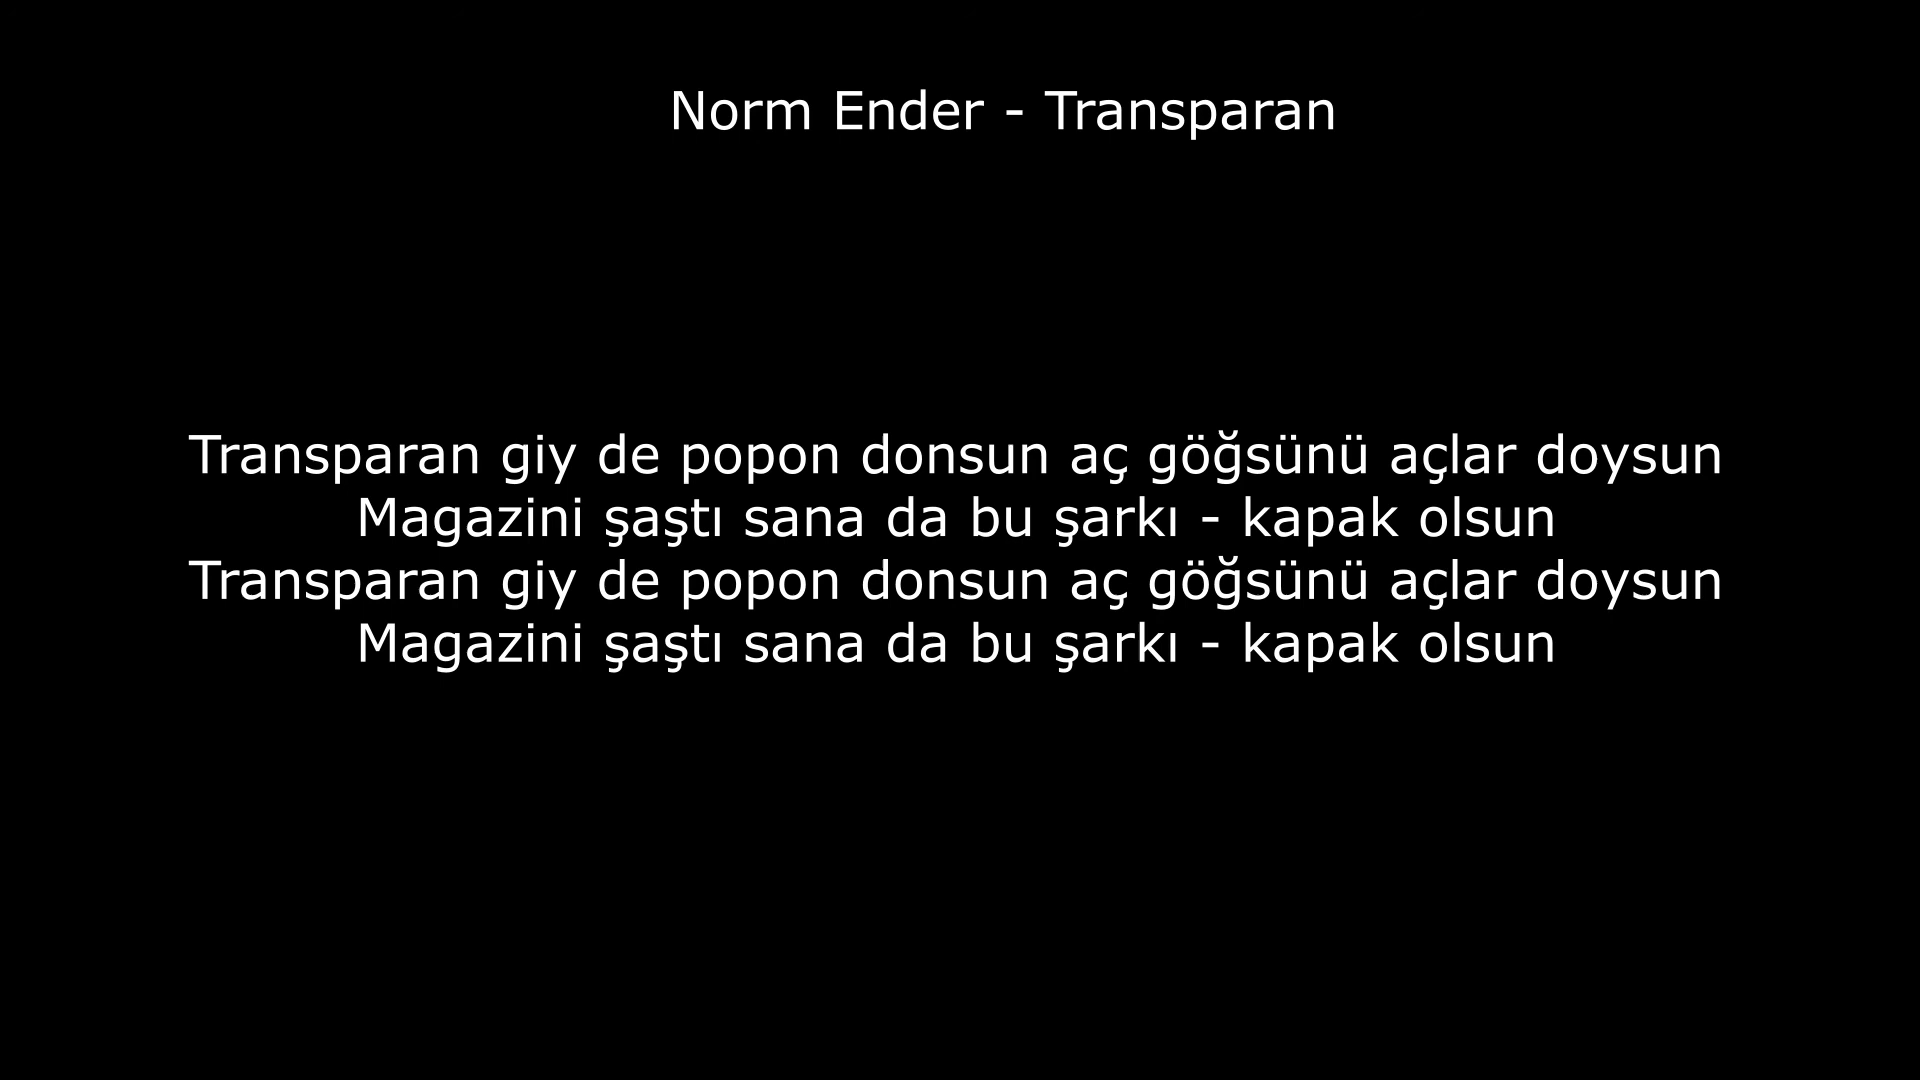 Norm Ender - Transparan
Transparan giy de popon donsun aç göğsünü açlar doysun
Magazini şaştı sana da bu şarkı - kapak olsun
Transparan giy de popon donsun aç göğsünü açlar doysun
Magazini şaştı sana da bu şarkı - kapak olsun